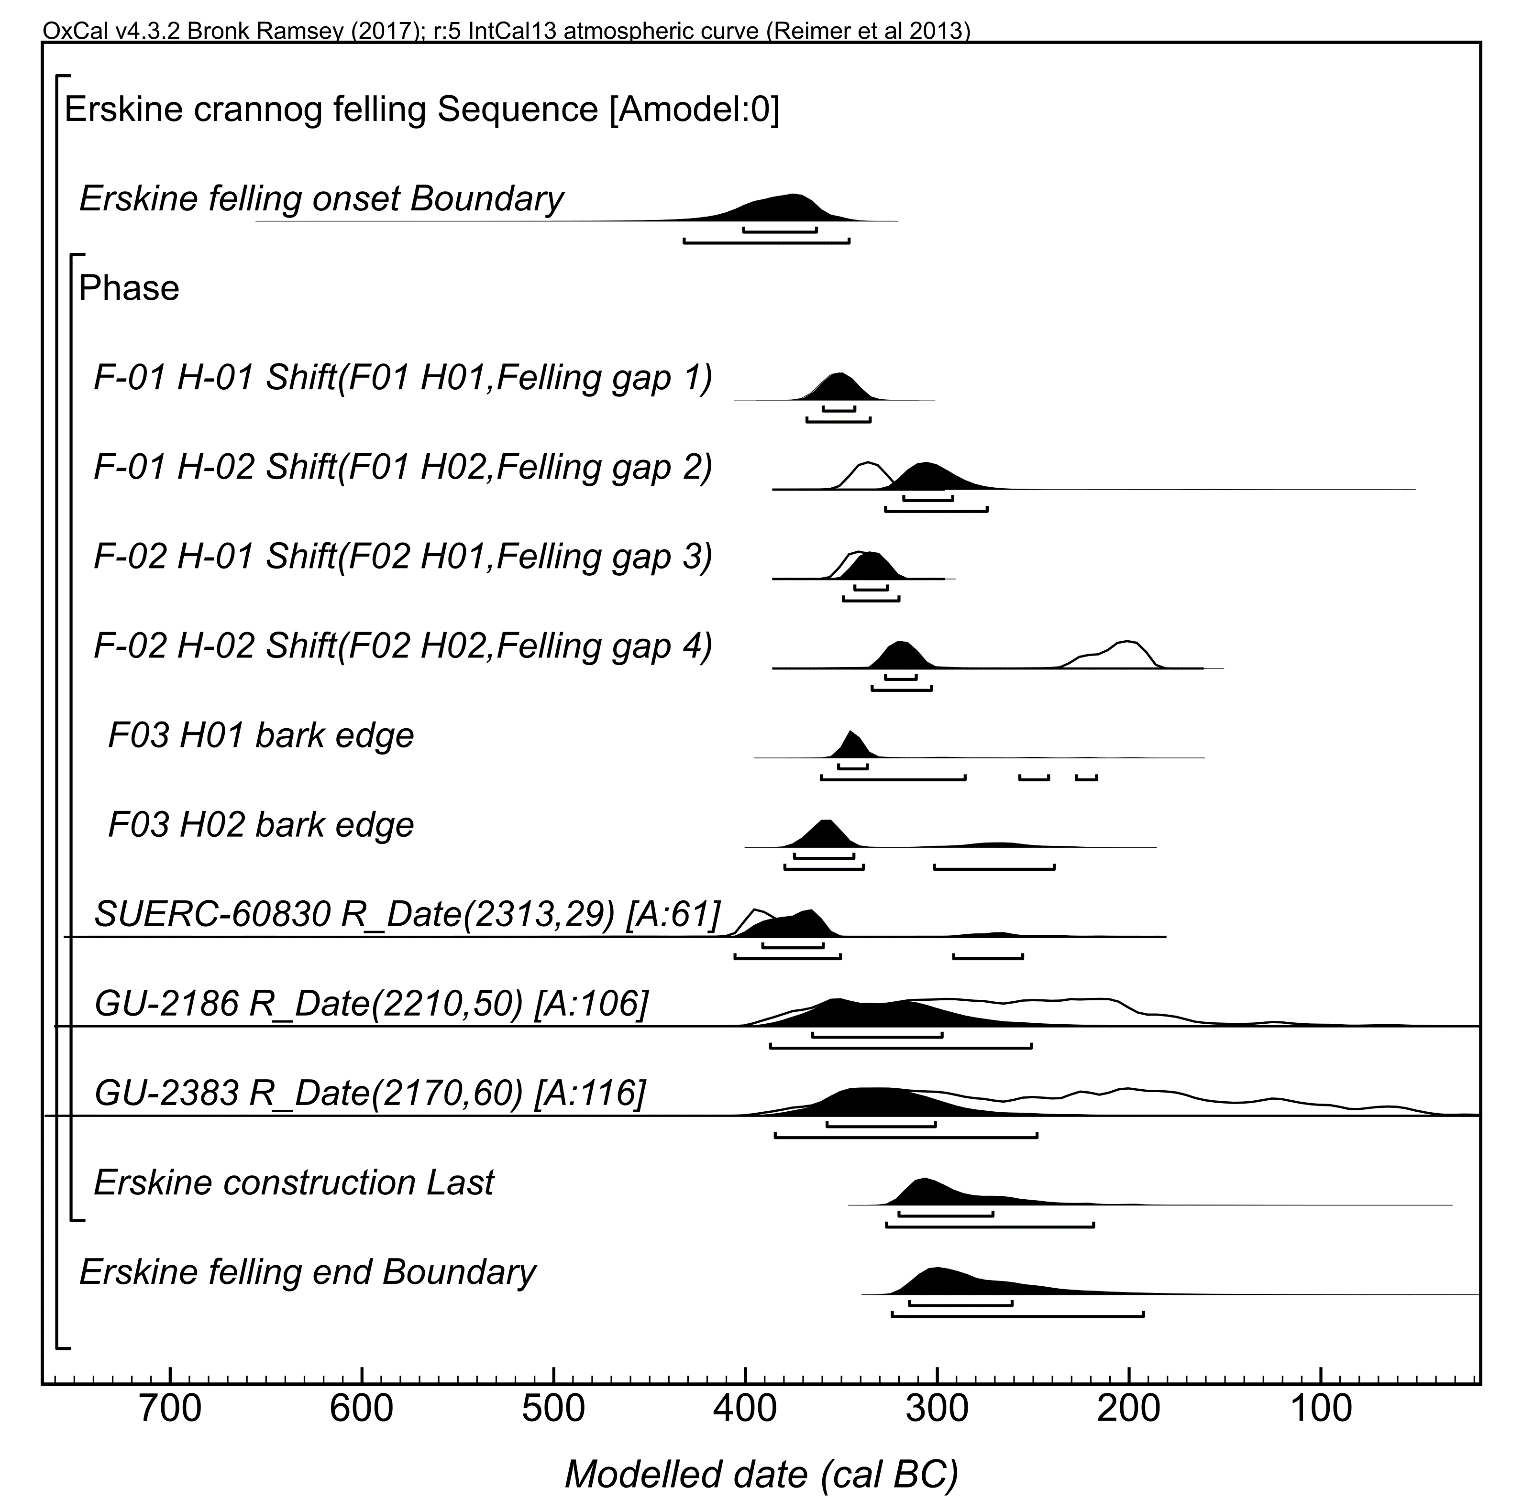 OxCal v4.3.2 Bronk Ramsey (2017); r:5 IntCal13 atmospheric curve (Reimer et al 2013)
Erskine crannog felling Sequence [Amodel:0]
Erskine felling onset Boundary
Phase
F-01 H-01 Shift(F01 H01,Felling gap 1)
F-01 H-02 Shift(F01 H02,Felling gap 2)
F-02 H-01 Shift(F02 H01,Felling gap 3)
F-02 H-02 Shift(F02 H02,Felling gap 4)
F03 H01 bark edge
F03 H02 bark edge
SUERC-60830 R_Date(2313,29) [A:61]
GU-2186 R_Date(2210,50) [A:106]
GU-2383 R_Date(2170,60) [A:116]
Erskine construction Last
Erskine felling end Boundary
700 600 500 400 300 200 100
Modelled date (cal BC)